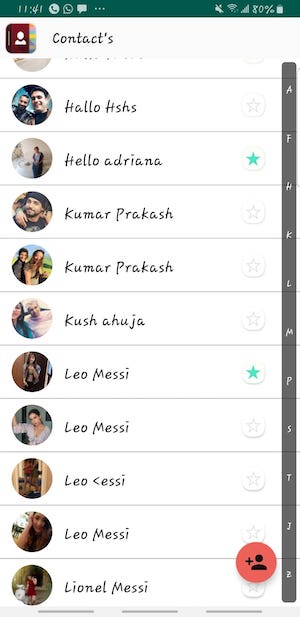 11:41
80%
Contact's
Hallo Hshs
A
Hello adriana
F
H
Kumar Prakash
K
Kumar Prakash
L
Kush ahuja
M
Leo Messi
P
Leo Messi
S
Leo <essi
T
Leo Messi
J
Lionel Messi
Z